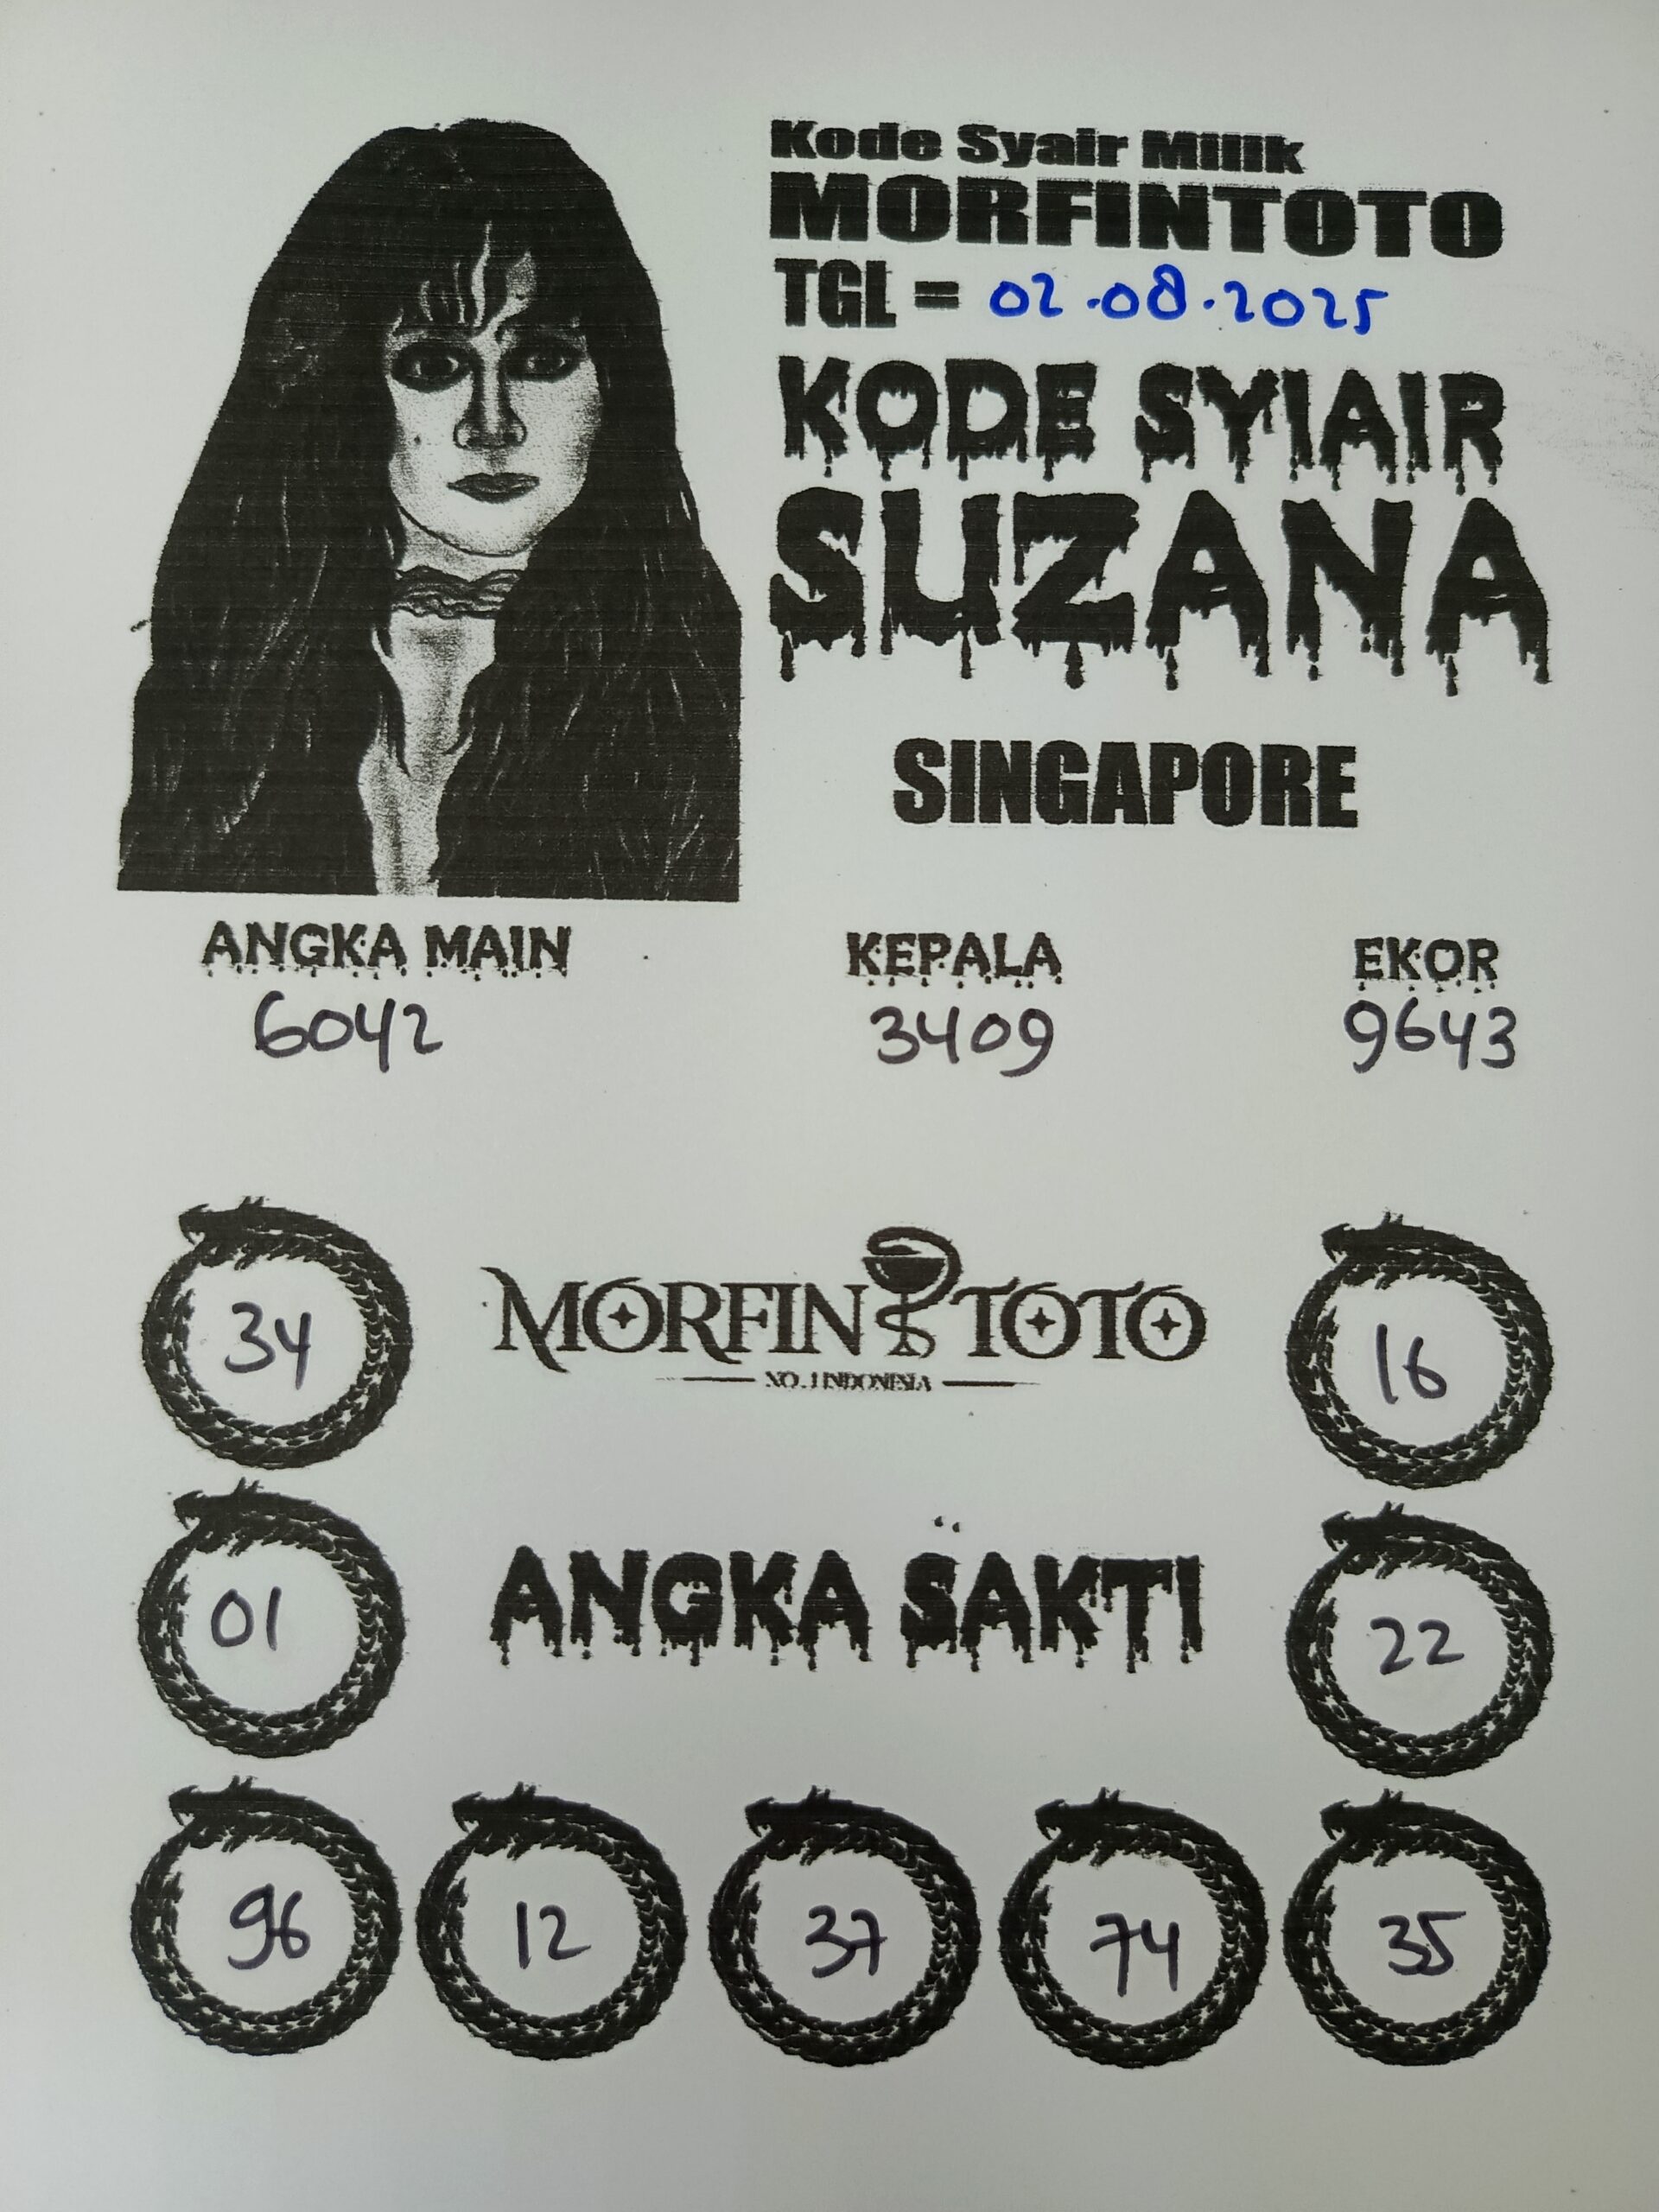 Kode Syair Milik
MORFINTOTO
TGL = 02.08.2025
KODE SYIAIR
SUZANA
SINGAPORE
ANGKA MAIN KEPALA EKOR
6042 3409 9643
34 MORFIN TOTO 16
NO.1 INDONESIA
01 ANGKA SAKTI 22
96 12 37 74 35